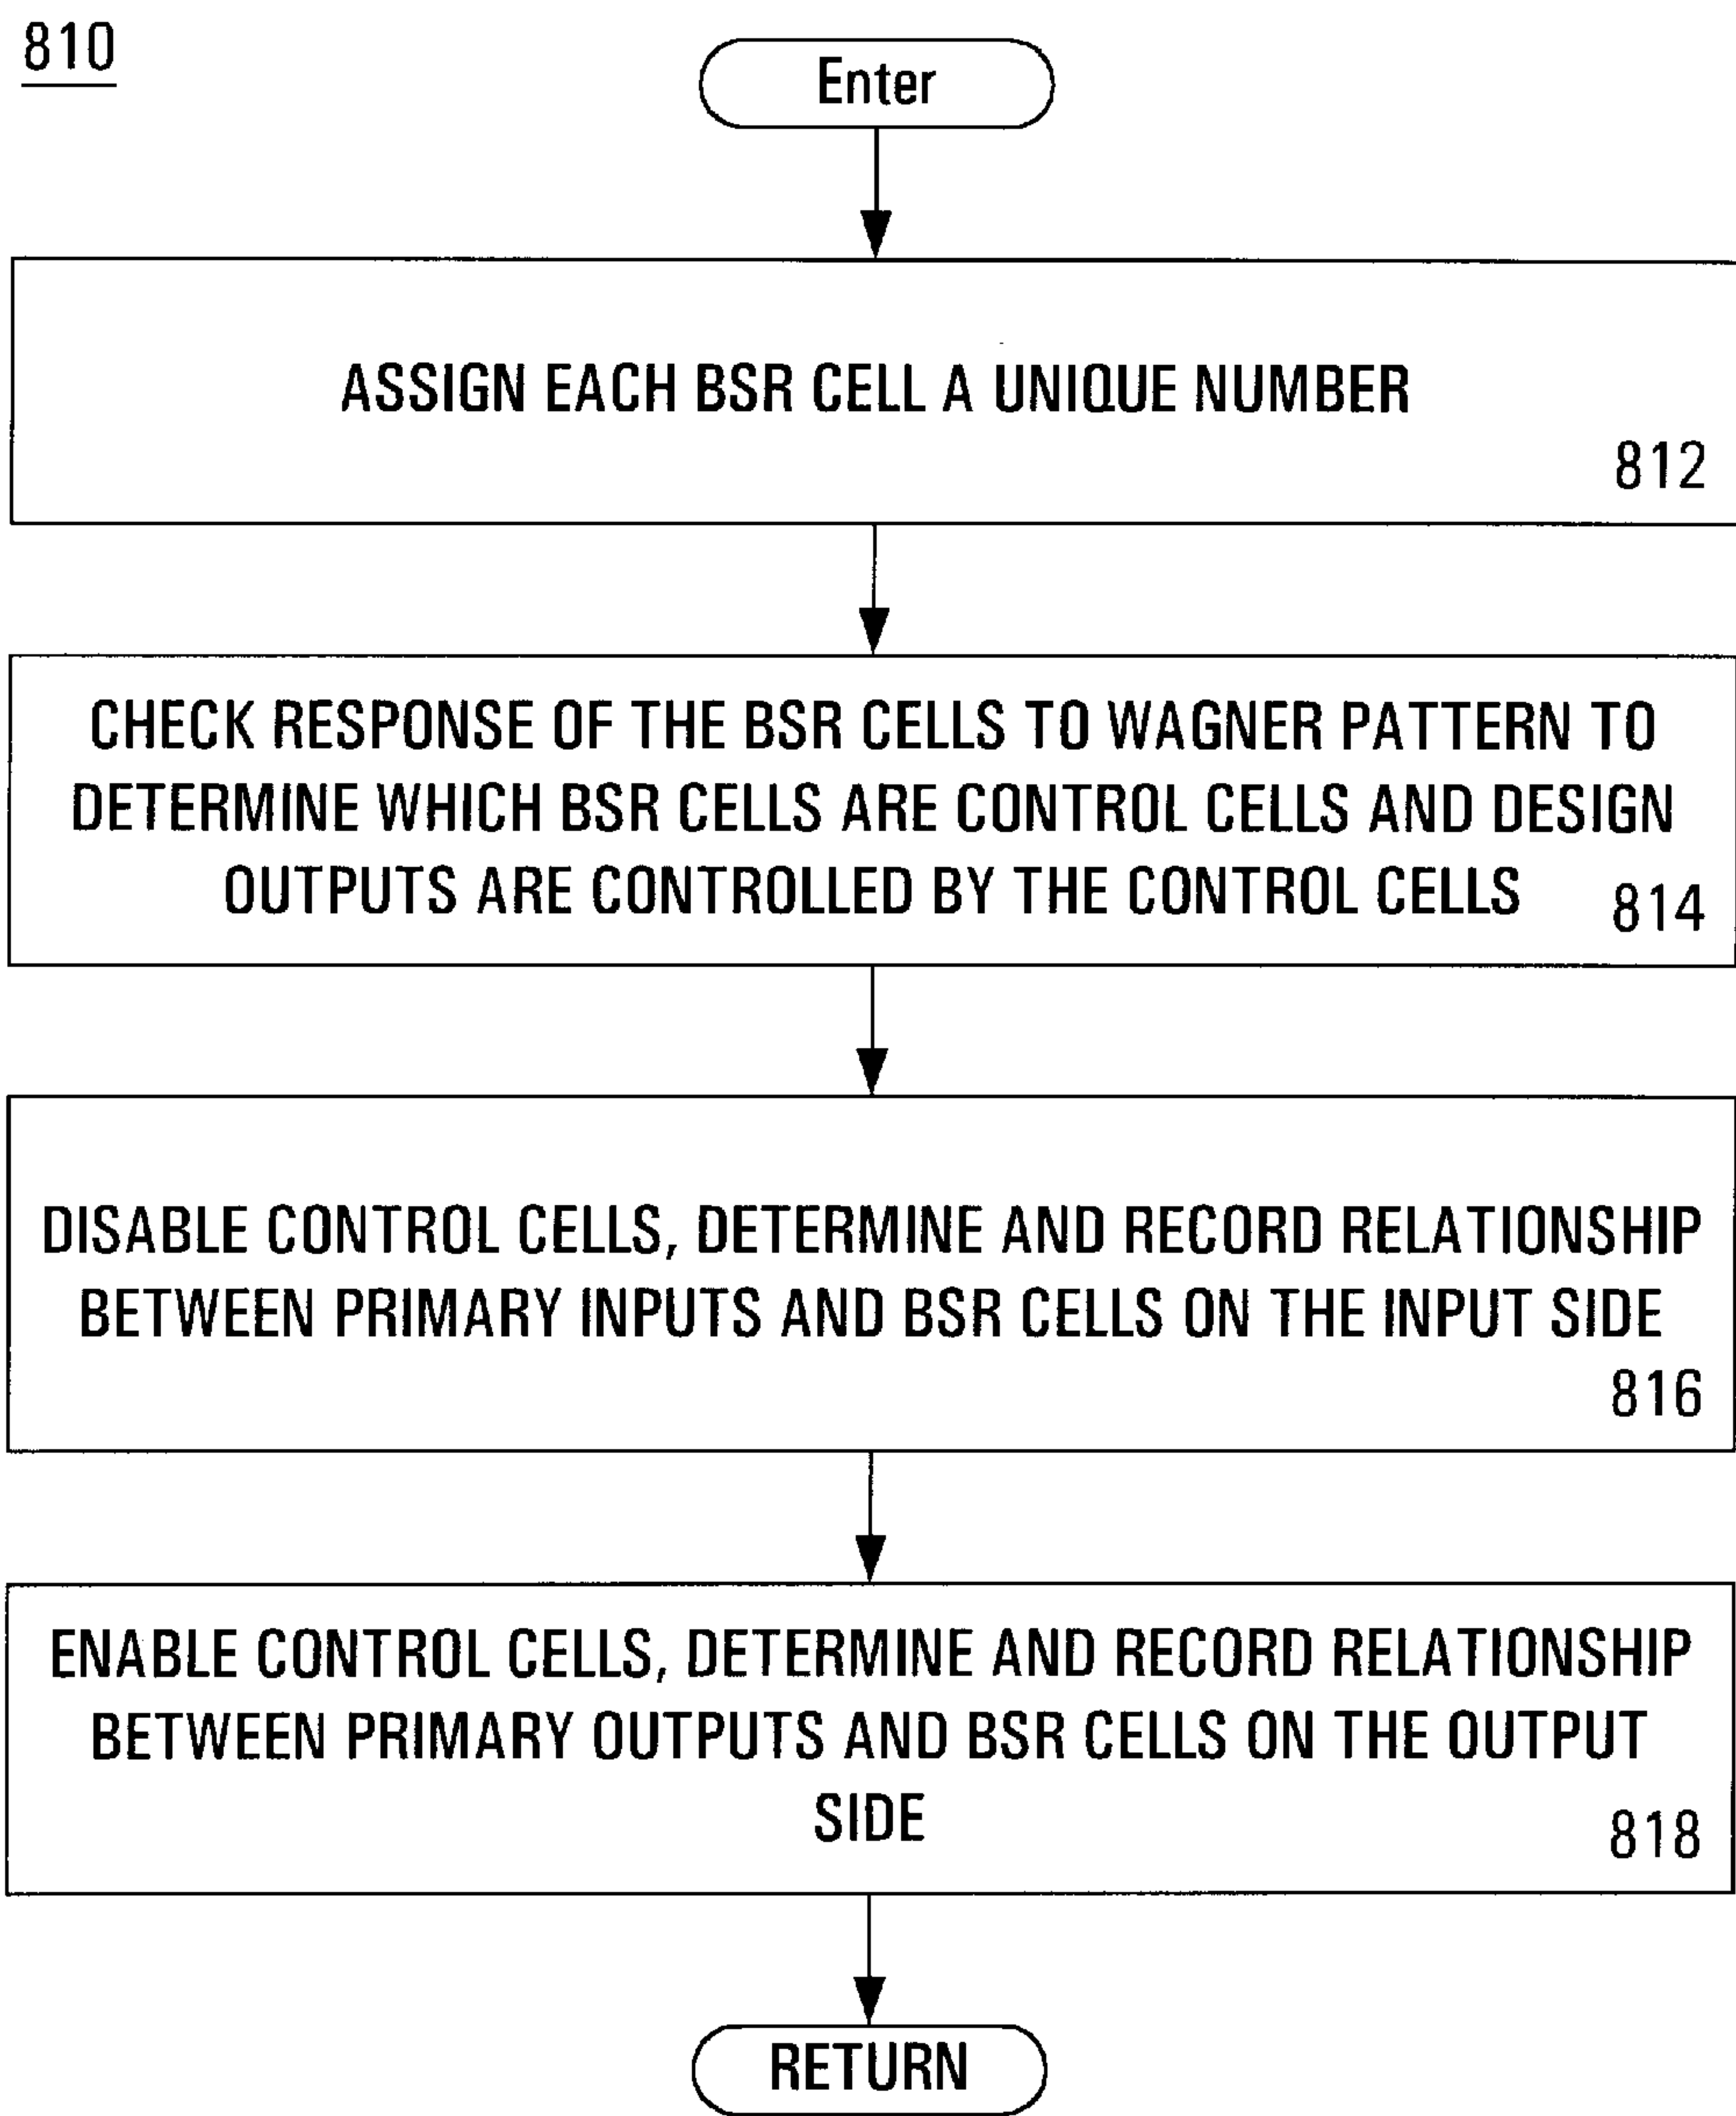 810
Enter
ASSIGN EACH BSR CELL A UNIQUE NUMBER
812
CHECK RESPONSE OF THE BSR CELLS TO WAGNER PATTERN TO
DETERMINE WHICH BSR CELLS ARE CONTROL CELLS AND DESIGN
OUTPUTS ARE CONTROLLED BY THE CONTROL CELLS
814
DISABLE CONTROL CELLS, DETERMINE AND RECORD RELATIONSHIP
BETWEEN PRIMARY INPUTS AND BSR CELLS ON THE INPUT SIDE
816
ENABLE CONTROL CELLS, DETERMINE AND RECORD RELATIONSHIP
BETWEEN PRIMARY OUTPUTS AND BSR CELLS ON THE OUTPUT
SIDE
818
RETURN